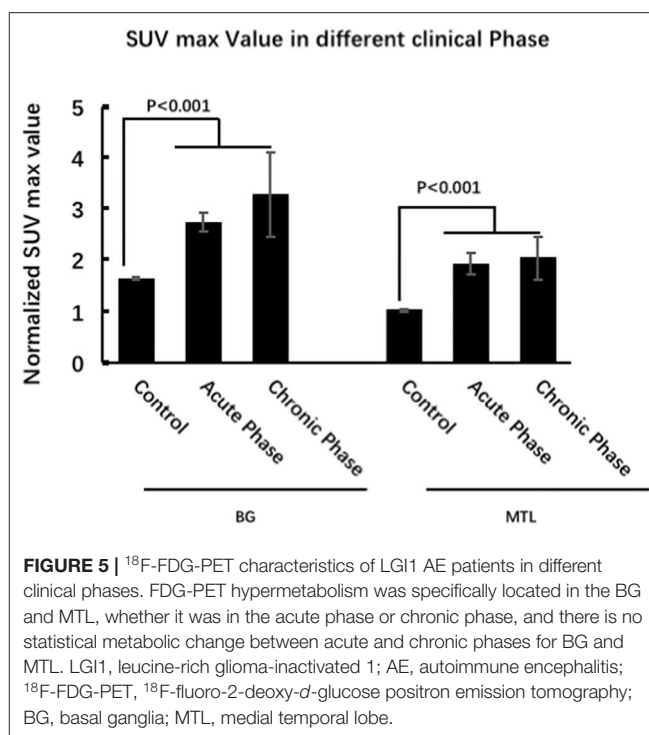 SUV max Value in different clinical Phase
Normalized SUV max value
5
4
3
2
1
0
P<0.001
P<0.001
Control
Acute Phase
Chronic Phase
Control
Acute Phase
Chronic Phase
BG
MTL
FIGURE 5 | ¹⁸F-FDG-PET characteristics of LGI1 AE patients in different
clinical phases. FDG-PET hypermetabolism was specifically located in the BG
and MTL, whether it was in the acute phase or chronic phase, and there is no
statistical metabolic change between acute and chronic phases for BG and
MTL. LGI1, leucine-rich glioma-inactivated 1; AE, autoimmune encephalitis;
¹⁸F-FDG-PET, ¹⁸F-fluoro-2-deoxy-d-glucose positron emission tomography;
BG, basal ganglia; MTL, medial temporal lobe.